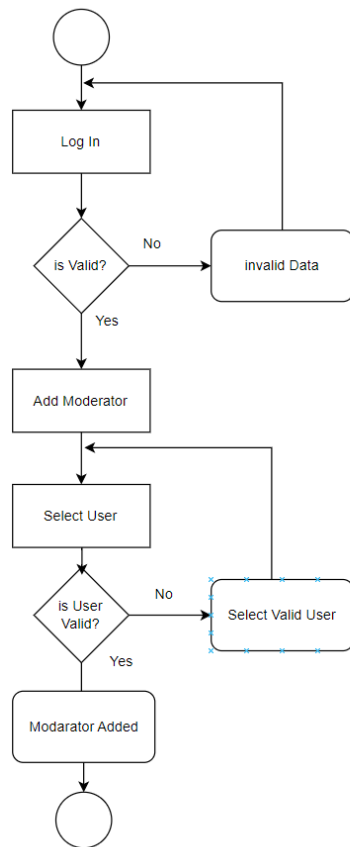 Log In
No
is Valid?
invalid Data
Yes
Add Moderator
Select User
No
is User
Valid?
Select Valid User
Yes
Modarator Added